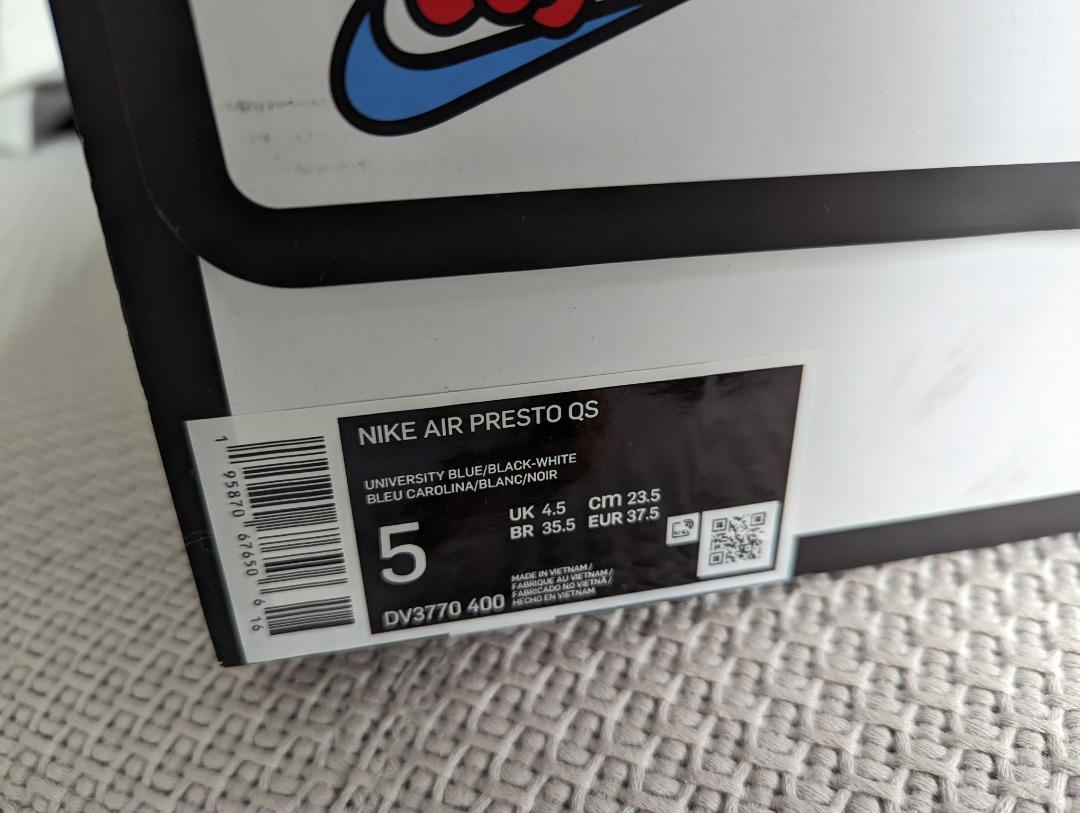 NIKE AIR PRESTO QS
UNIVERSITY BLUE/BLACK-WHITE
BLEU CAROLINA/BLANC/NOIR
5
UK 4.5 cm 23.5
BR 35.5 EUR 37.5
MADE IN VIETNAM /
FABRIQUE AU VIETNAM /
FABRICADO NO VIETNÃ /
HECHO EN VIETNAM
DV3770 400
1 95870 67650 6 16